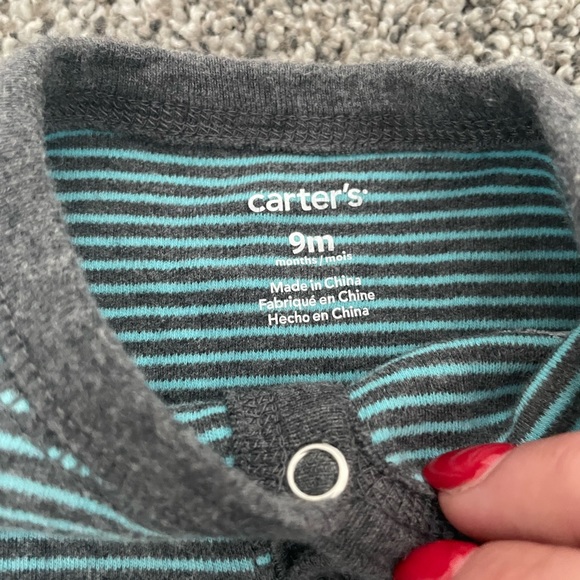 carter's
9m
months / mois
Made in China
Fabriqué en Chine
Hecho en China